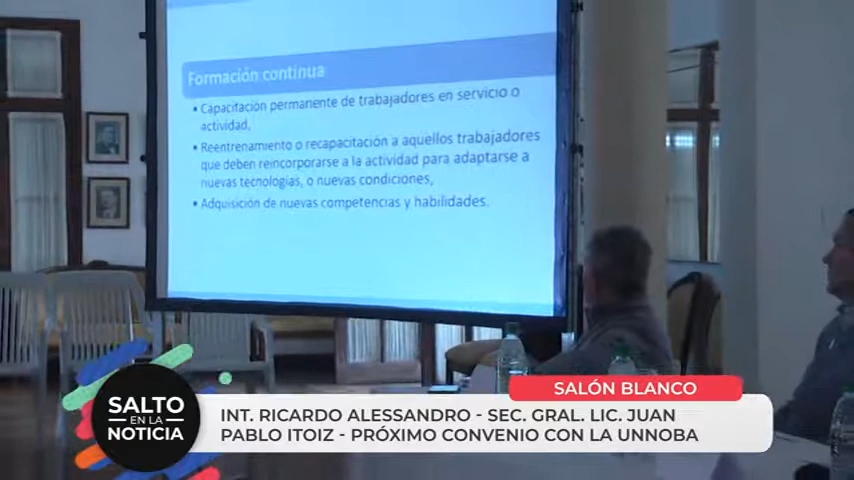 Formación continua
• Capacitación permanente de trabajadores en servicio o
actividad,
• Reentrenamiento o recapacitación a aquellos trabajadores
que deben reincorporarse a la actividad para adaptarse a
nuevas tecnologías, o nuevas condiciones,
• Adquisición de nuevas competencias y habilidades.
SALÓN BLANCO
SALTO
EN LA
NOTICIA
INT. RICARDO ALESSANDRO - SEC. GRAL. LIC. JUAN
PABLO ITOIZ - PRÓXIMO CONVENIO CON LA UNNOBA